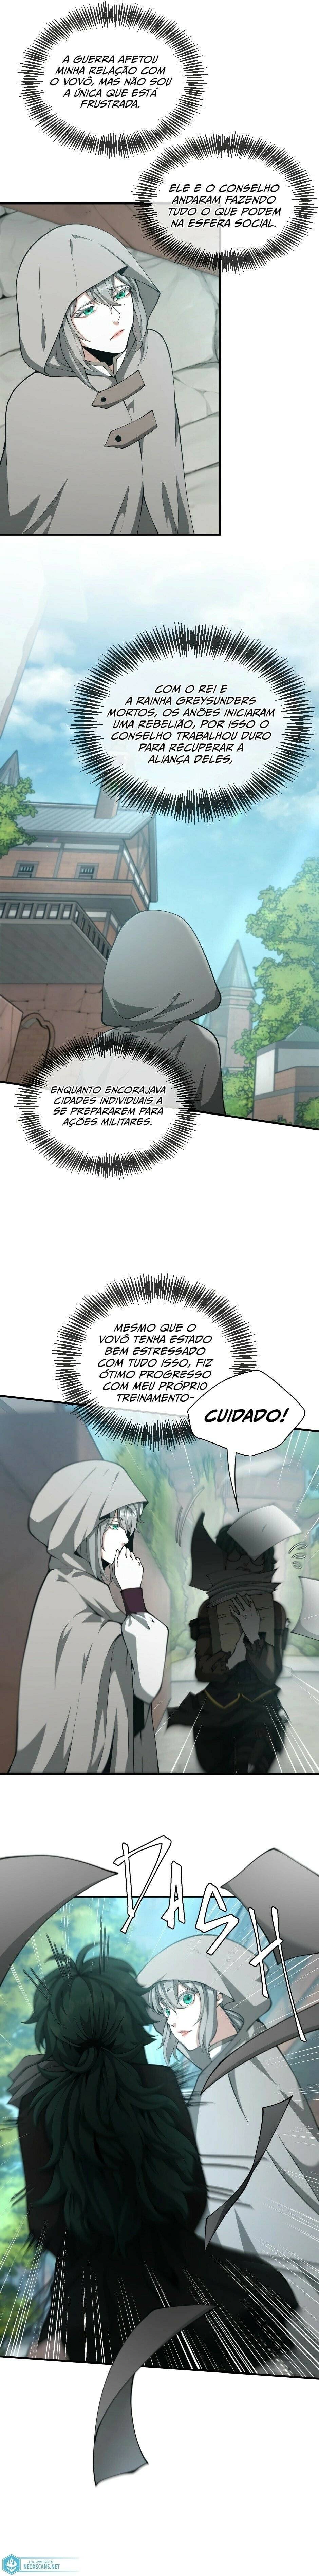 A GUERRA AFETOU
MINHA RELAÇÃO COM
O VOVÔ, MAS NÃO SOU
A ÚNICA QUE ESTÁ
FRUSTRADA.
ELE E O CONSELHO
ANDARAM FAZENDO
TUDO O QUE PODEM
NA ESFERA SOCIAL.
COM O REI E
A RAINHA GREYSUNDERS
MORTOS, OS ANÕES INICIARAM
UMA REBELIÃO, POR ISSO O
CONSELHO TRABALHOU DURO
PARA RECUPERAR A
ALIANÇA DELES,
ENQUANTO ENCORAJAVA
CIDADES INDIVIDUAIS A
SE PREPARAREM PARA
AÇÕES MILITARES.
MESMO QUE O
VOVÔ TENHA ESTADO
BEM ESTRESSADO
COM TUDO ISSO, FIZ
ÓTIMO PROGRESSO
COM MEU PRÓPRIO
TREINAMENTO-
CUIDADO!
DASH
NEOXSCANS.NET